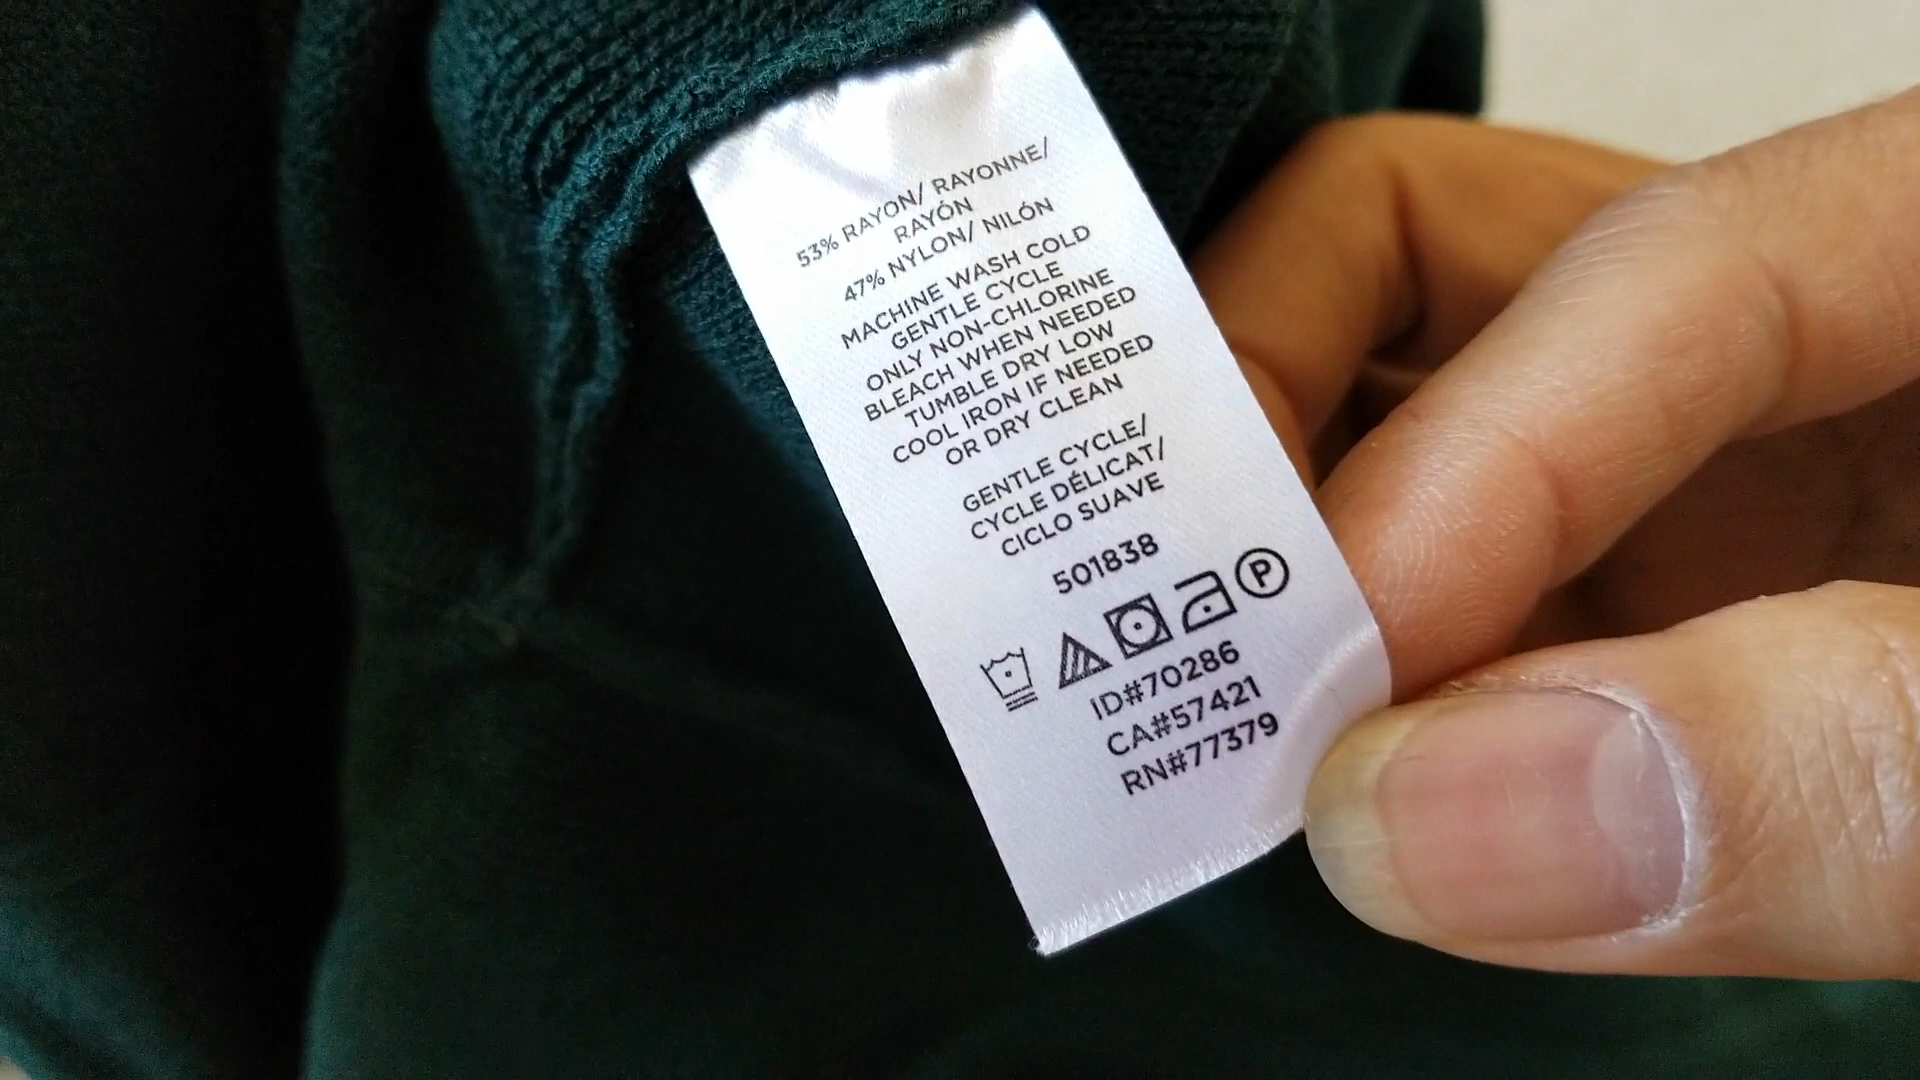 53% RAYON/ RAYONNE/
RAYÓN
47% NYLON/ NILÓN
MACHINE WASH COLD
GENTLE CYCLE
ONLY NON-CHLORINE
BLEACH WHEN NEEDED
TUMBLE DRY LOW
COOL IRON IF NEEDED
OR DRY CLEAN
GENTLE CYCLE/
CYCLE DÉLICAT/
CICLO SUAVE
501838
P
ID#70286
CA#57421
RN#77379